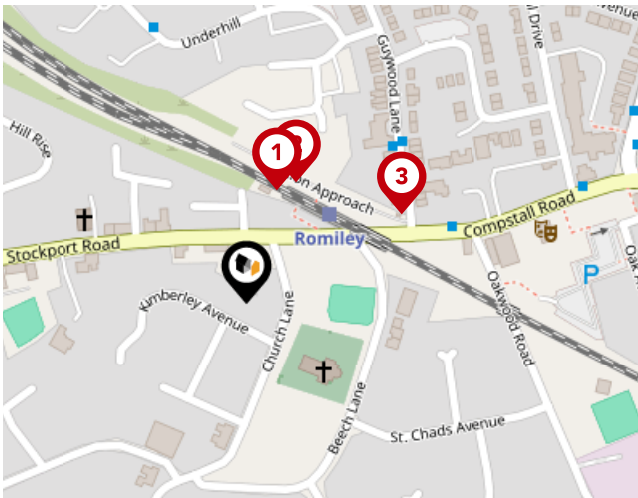 Underhill
Guywood Lane
Hill Rise
1
3
on Approach
Compstall Road
Stockport Road
Romiley
P
Kimberley Avenue
Church Lane
Oakwood Road
Beech Lane
St. Chads Avenue